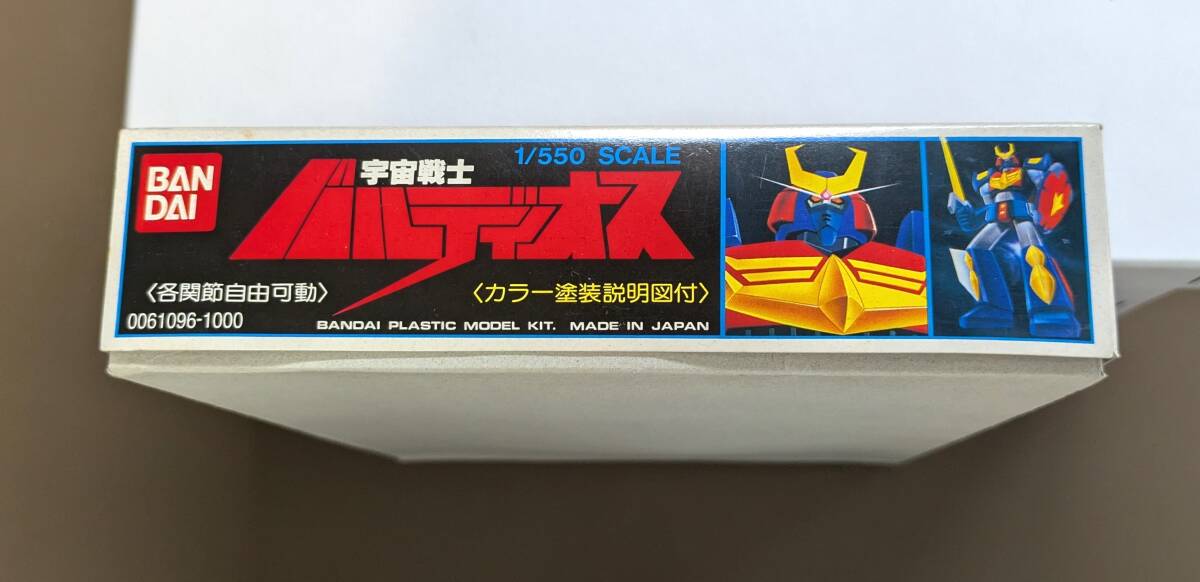 BAN
DAI
1/550 SCALE
宇宙戦士
バルディオス
〈各関節自由可動〉
〈カラー塗装説明図付〉
0061096-1000
BANDAI PLASTIC MODEL KIT. MADE IN JAPAN